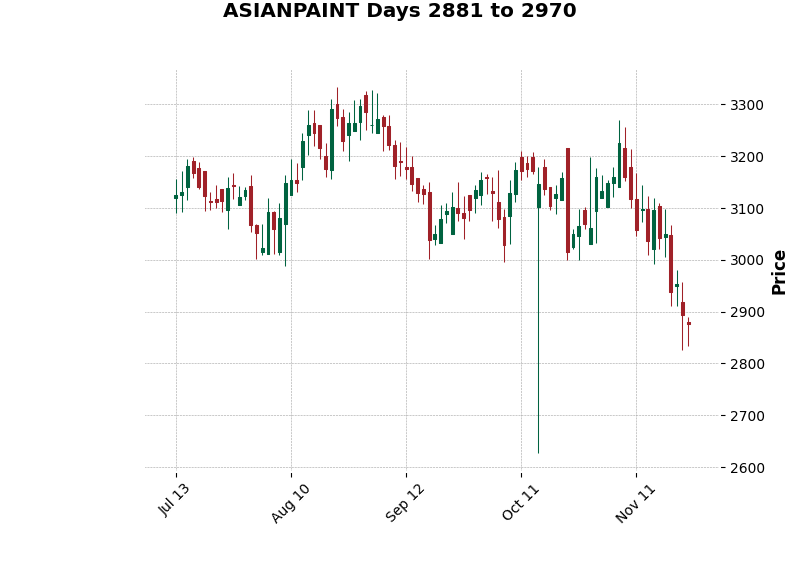 ASIANPAINT Days 2881 to 2970
3300
3200
3100
3000
2900
2800
2700
2600
Price
Jul 13
Aug 10
Sep 12
Oct 11
Nov 11